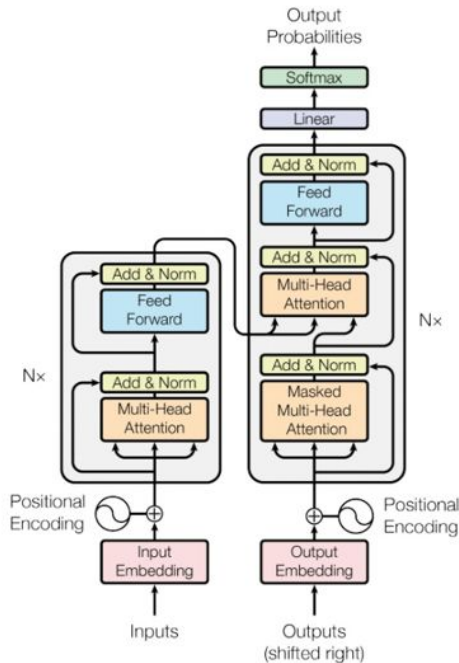 Output
Probabilities
Softmax
Linear
Add & Norm
Feed
Forward
Add & Norm
Multi-Head
Attention
Add & Norm
Masked
Multi-Head
Attention
N×
Add & Norm
Feed
Forward
Add & Norm
Multi-Head
Attention
N×
Positional
Encoding
Positional
Encoding
Input
Embedding
Output
Embedding
Inputs
Outputs
(shifted right)